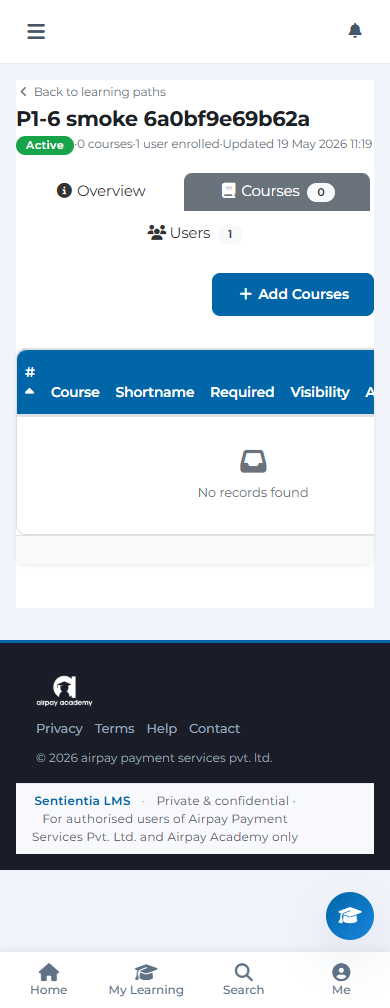 Back to learning paths
P1-6 smoke 6a0bf9e69b62a
Active ·0 courses·1 user enrolled·Updated 19 May 2026 11:19
Overview Courses 0
Users 1
+ Add Courses
#
Course Shortname Required Visibility A
No records found
airpay academy
Privacy Terms Help Contact
© 2026 airpay payment services pvt. ltd.
Sentientia LMS · Private & confidential ·
For authorised users of Airpay Payment
Services Pvt. Ltd. and Airpay Academy only
Home My Learning Search Me